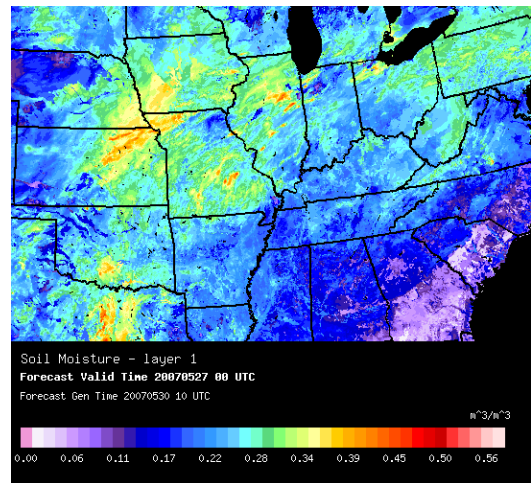 Soil Moisture - layer 1
Forecast Valid Time 20070527 00 UTC
Forecast Gen Time 20070530 10 UTC
m^3/m^3
0.00 0.06 0.11 0.17 0.22 0.28 0.34 0.39 0.45 0.50 0.56